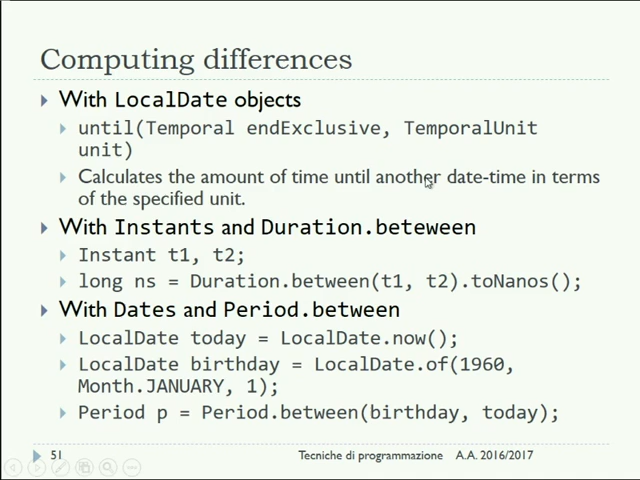 Computing differences
With LocalDate objects
until(Temporal endExclusive, TemporalUnit
unit)
Calculates the amount of time until another date-time in terms
of the specified unit.
With Instants and Duration.beteween
Instant t1, t2;
long ns = Duration.between(t1, t2).toNanos();
With Dates and Period.between
LocalDate today = LocalDate.now();
LocalDate birthday = LocalDate.of(1960,
Month.JANUARY, 1);
Period p = Period.between(birthday, today);
51 Tecniche di programmazione A.A. 2016/2017